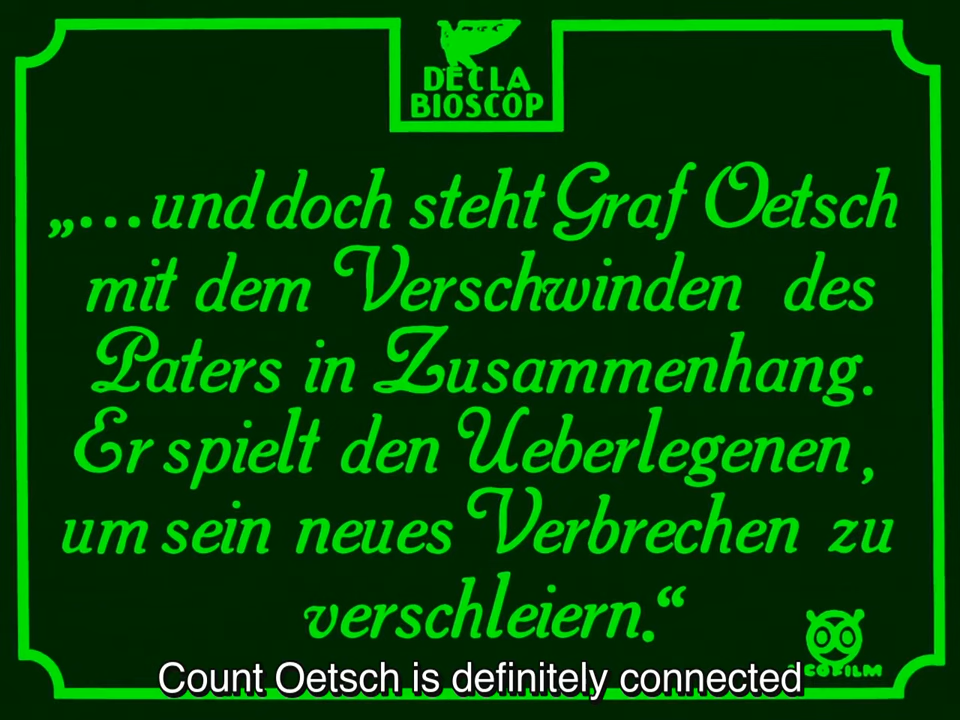 DECLA
BIOSCOP
„...und doch steht Graf Oetsch
mit dem Verschwinden des
Paters in Zusammenhang.
Er spielt den Ueberlegenen,
um sein neues Verbrechen zu
verschleiern.“
Count Oetsch is definitely connected